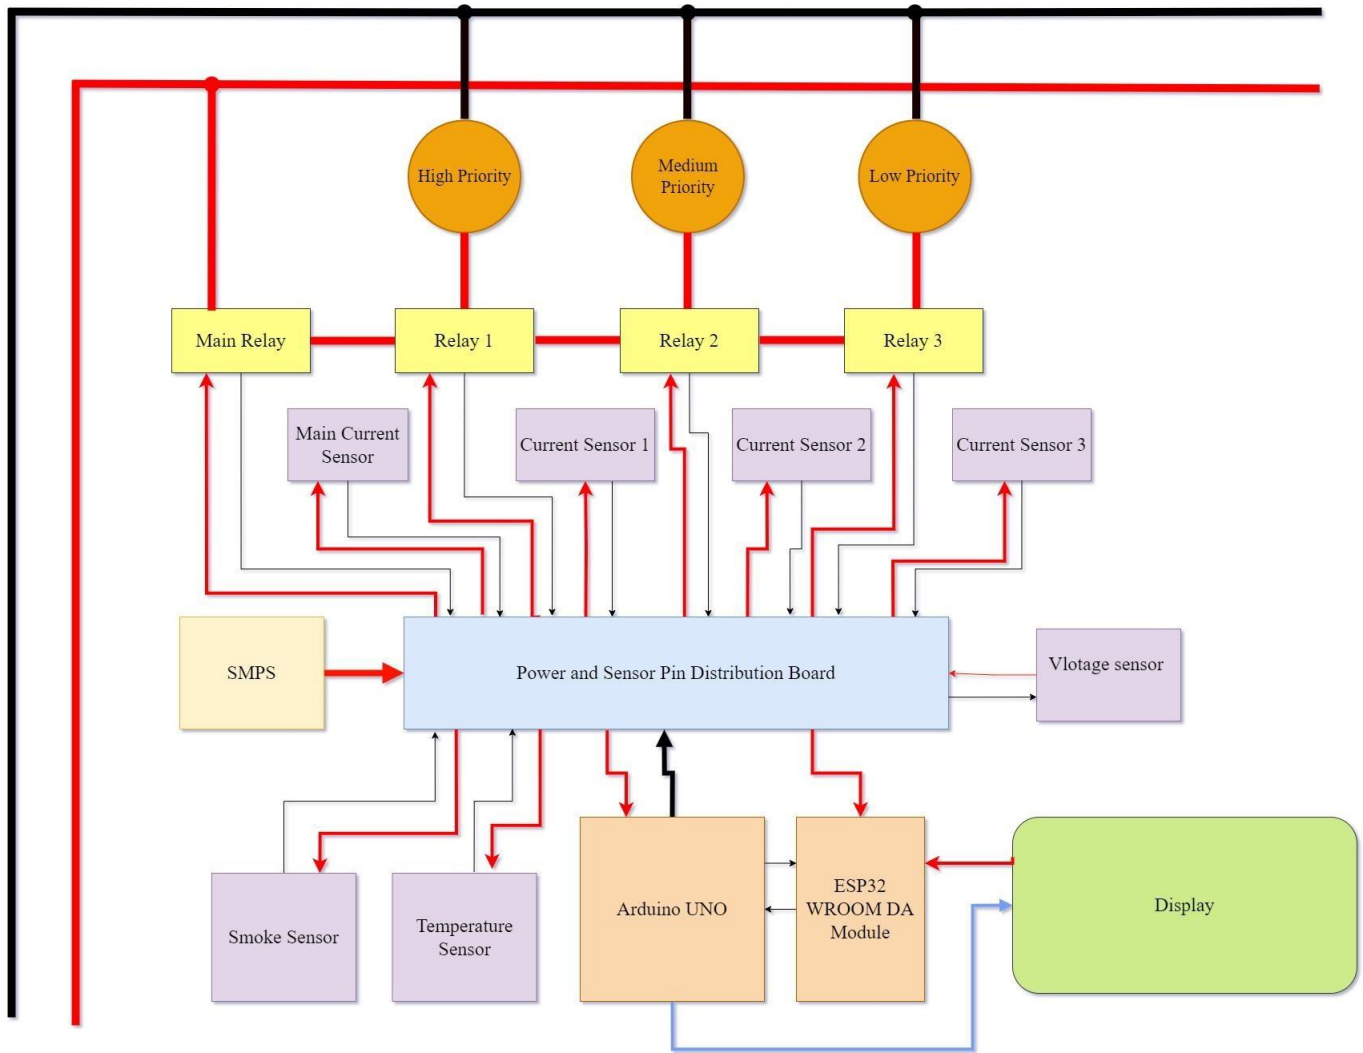 High Priority
Medium
Priority
Low Priority
Main Relay
Relay 1
Relay 2
Relay 3
Main Current
Sensor
Current Sensor 1
Current Sensor 2
Current Sensor 3
SMPS
Power and Sensor Pin Distribution Board
Vlotage sensor
Smoke Sensor
Temperature
Sensor
Arduino UNO
ESP32
WROOM DA
Module
Display